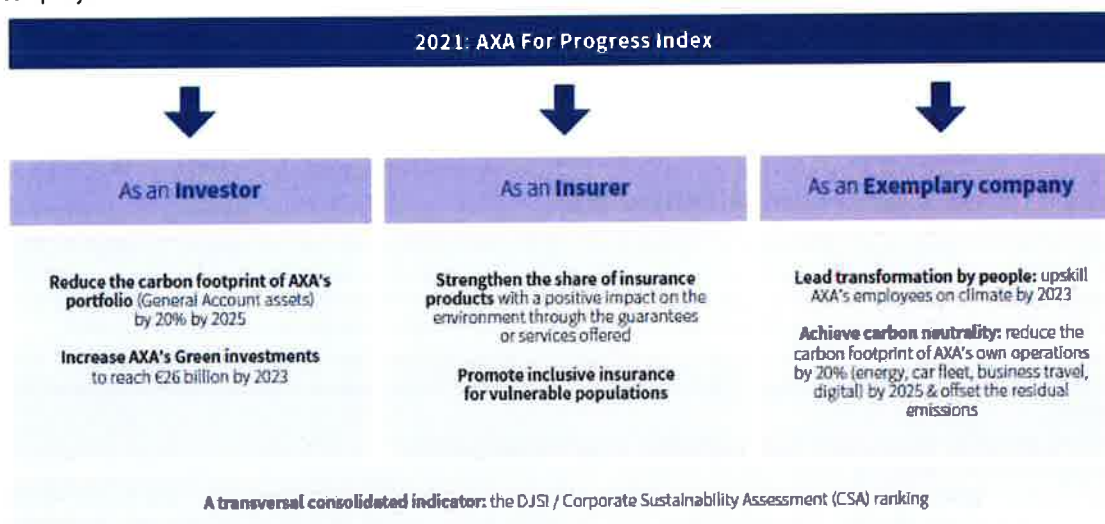 2021: AXA For Progress Index
As an Investor
Reduce the carbon footprint of AXA's
portfolio (General Account assets)
by 20% by 2025
Increase AXA's Green investments
to reach €26 billion by 2023
As an Insurer
Strengthen the share of insurance
products with a positive impact on the
environment through the guarantees
or services offered
Promote inclusive insurance
for vulnerable populations
As an Exemplary company
Lead transformation by people: upskill
AXA's employees on climate by 2023
Achieve carbon neutrality: reduce the
carbon footprint of AXA's own operations
by 20% (energy, car fleet, business travel,
digital) by 2025 & offset the residual
emissions
A transversal consolidated indicator: the DJSI / Corporate Sustainability Assessment (CSA) ranking